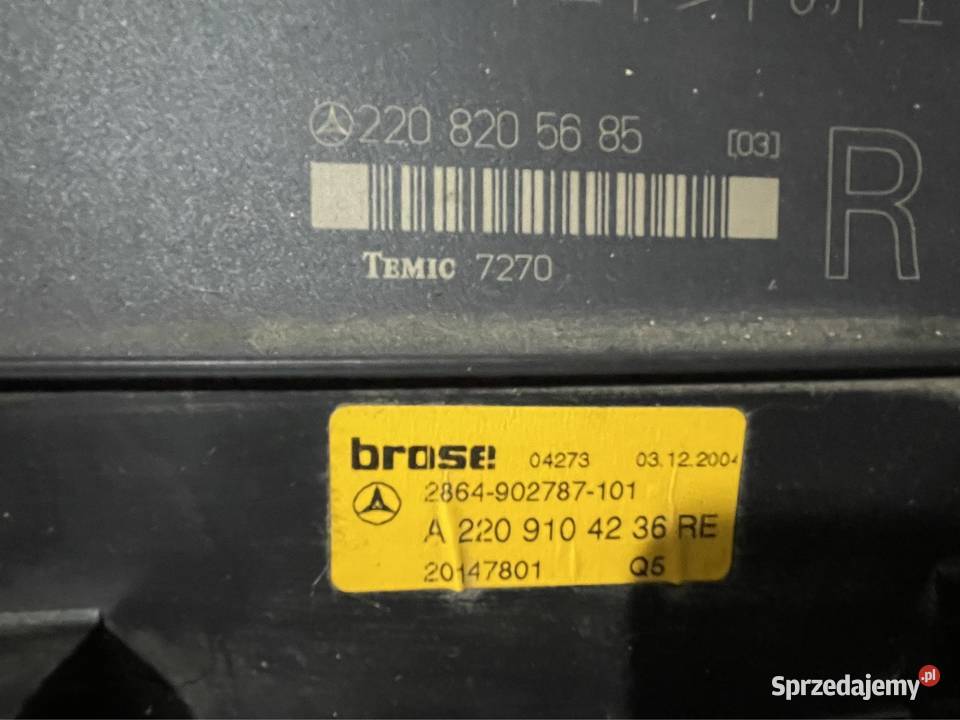 220 820 56 85 [03]
R
TEMIC 7270
brose 04273 03.12.2004
2864-902787-101
A 220 910 42 36 RE
20147801 Q5
Sprzedajemy.pl